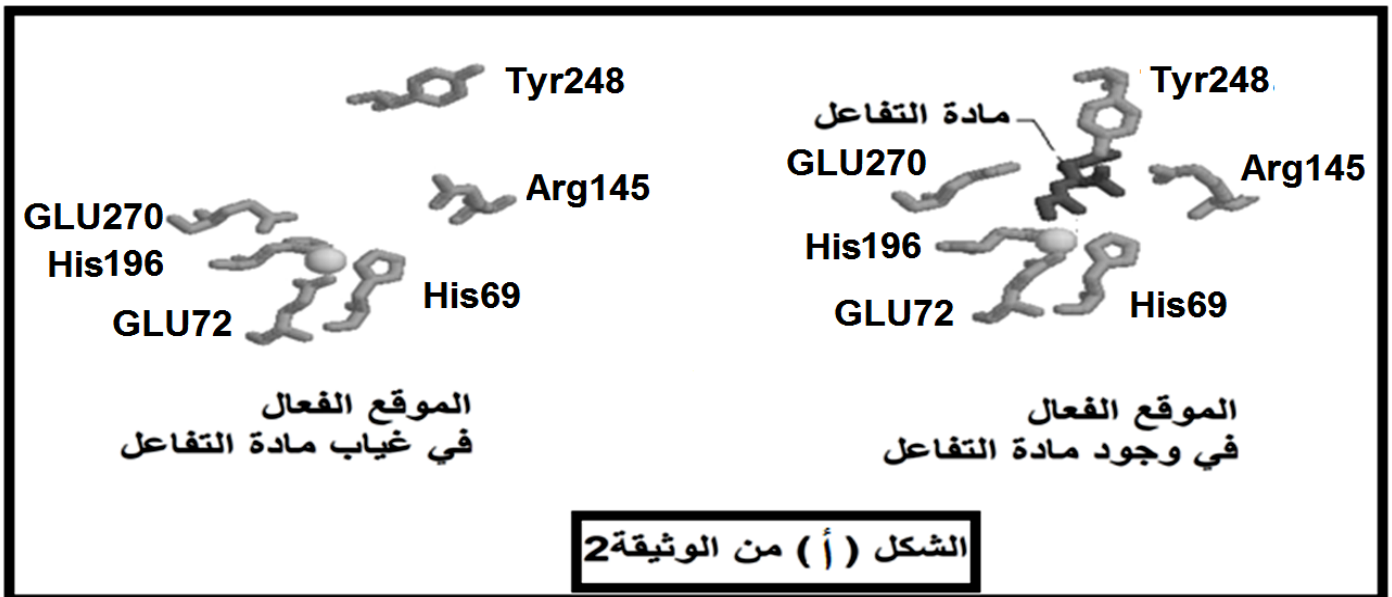 Tyr248
Arg145
GLU270
His196
His69
GLU72
الموقع الفعال
في غياب مادة التفاعل
Tyr248
مادة التفاعل
GLU270
Arg145
His196
His69
GLU72
الموقع الفعال
في وجود مادة التفاعل
الشكل ( أ ) من الوثيقة2